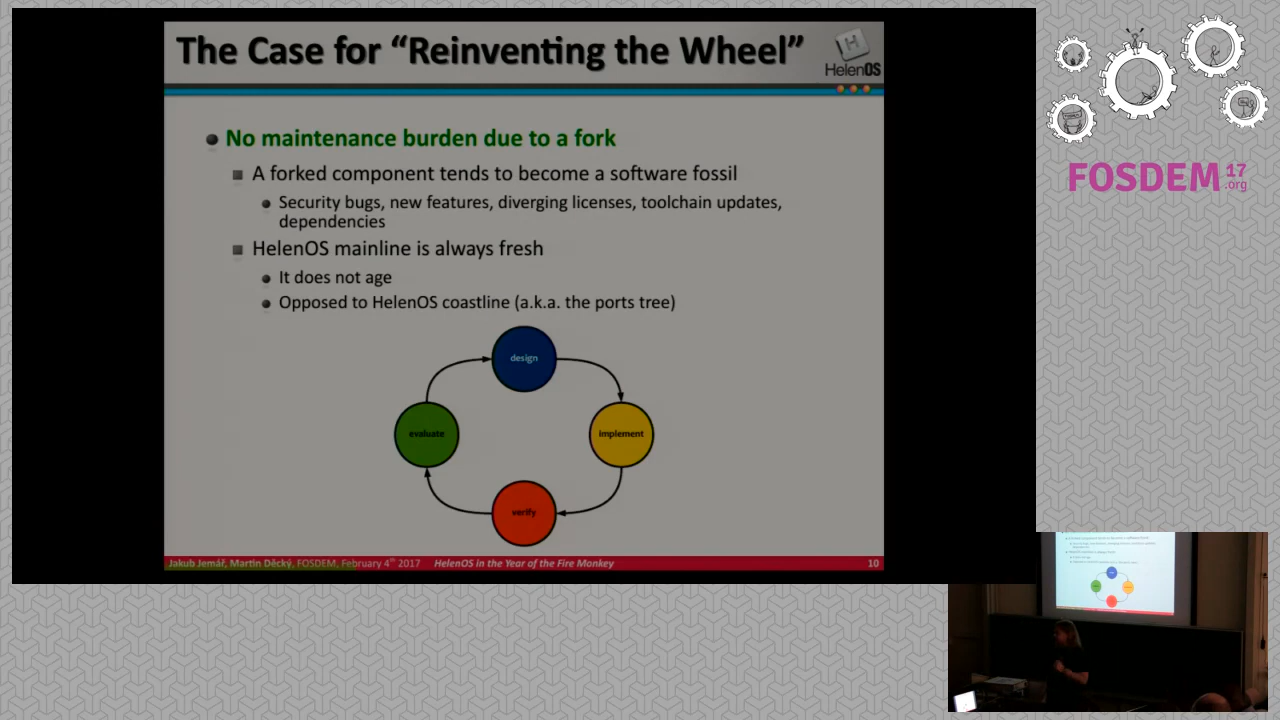 The Case for “Reinventing the Wheel”
HelenOS
No maintenance burden due to a fork
A forked component tends to become a software fossil
Security bugs, new features, diverging licenses, toolchain updates,
dependencies
HelenOS mainline is always fresh
It does not age
Opposed to HelenOS coastline (a.k.a. the ports tree)
design
evaluate
implement
verify
Jakub Jemář, Martin Děcký, FOSDEM, February 4th 2017 HelenOS in the Year of the Fire Monkey 10
FOSDEM 17 .org